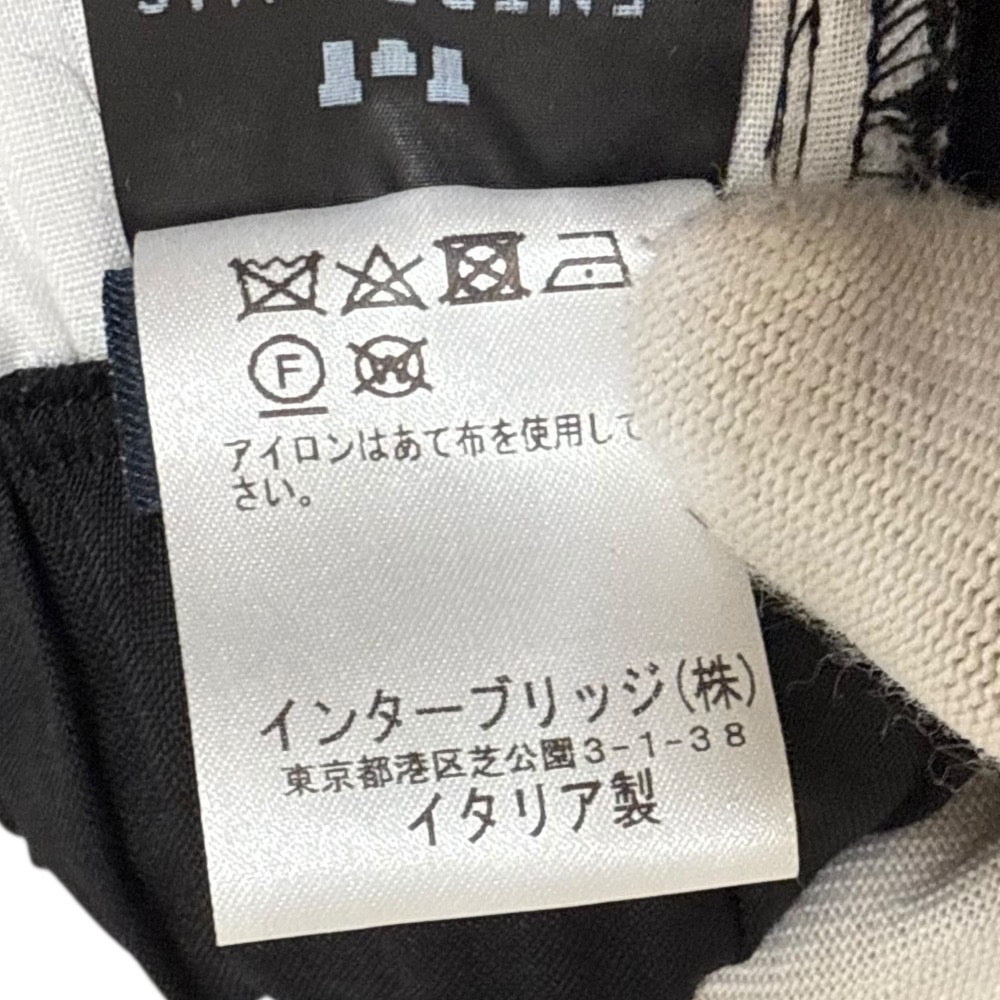 F
W
アイロンはあて布を使用して
さい。
インターブリッジ(株)
東京都港区芝公園3-1-38
イタリア製